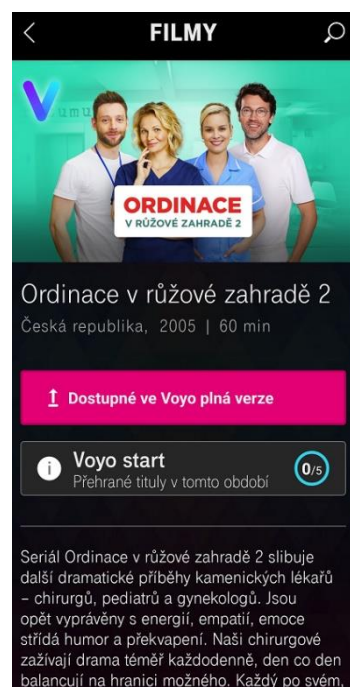 FILMY
ORDINACE
V RŮŽOVÉ ZAHRADĚ 2
Ordinace v růžové zahradě 2
Česká republika, 2005 | 60 min
Dostupné ve Voyo plná verze
Voyo start
Přehrané tituly v tomto období
0/5
Seriál Ordinace v růžové zahradě 2 slibuje
další dramatické příběhy kamenických lékařů
– chirurgů, pediatrů a gynekologů. Jsou
opět vyprávěny s energií, empatií, emoce
střídá humor a překvapení. Naši chirurgové
zažívají drama téměř každodenně, den co den
balancují na hranici možného. Každý po svém,